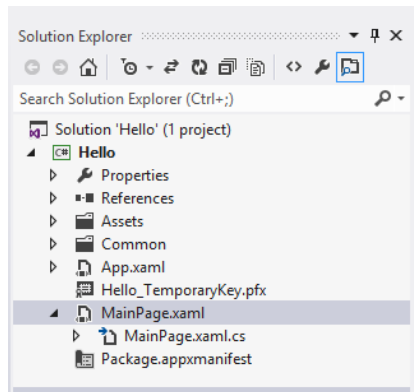 Solution Explorer
Search Solution Explorer (Ctrl+;)
Solution 'Hello' (1 project)
C# Hello
Properties
References
Assets
Common
App.xaml
Hello_TemporaryKey.pfx
MainPage.xaml
MainPage.xaml.cs
Package.appxmanifest